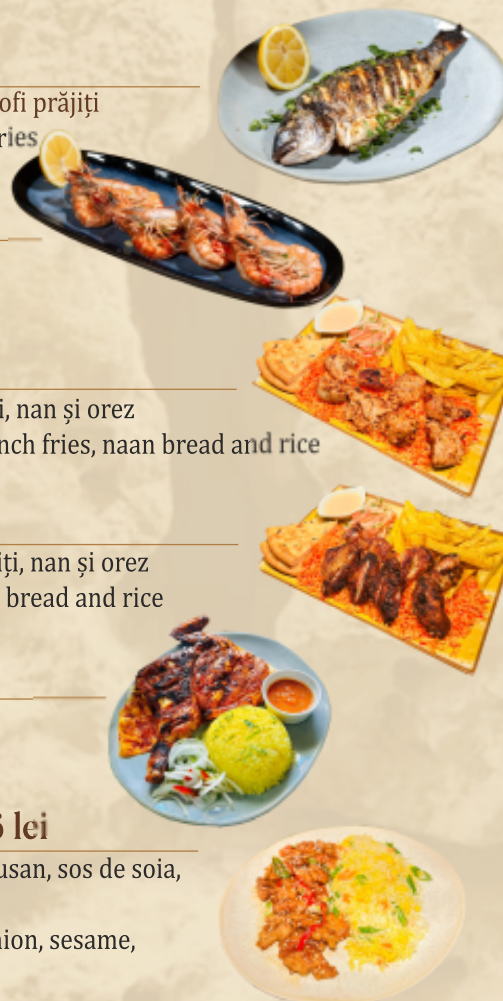 ofi prăjiți
ries
i, nan și orez
nch fries, naan bread and rice
iți, nan și orez
bread and rice
6 lei
usan, sos de soia,
nion, sesame,